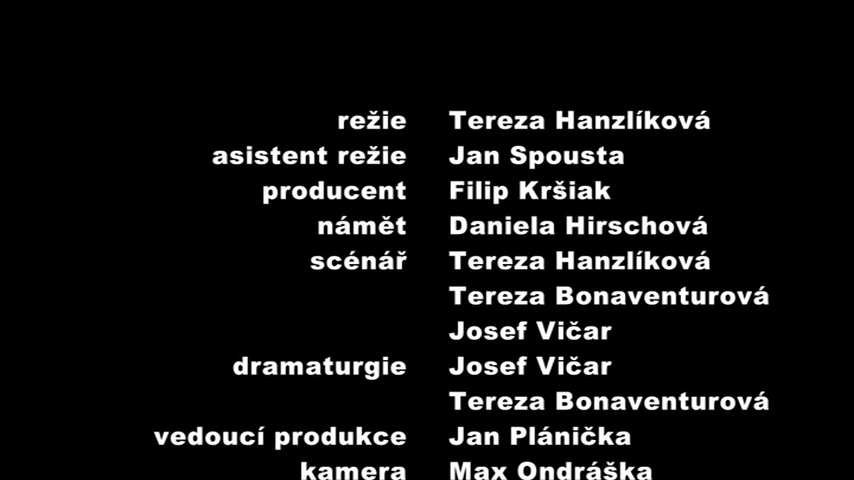 režie Tereza Hanzlíková
asistent režie Jan Spousta
producent Filip Kršiak
námět Daniela Hirschová
scénář Tereza Hanzlíková
Tereza Bonaventurová
Josef Vičar
dramaturgie Josef Vičar
Tereza Bonaventurová
vedoucí produkce Jan Plánička
kamera Max Ondráška